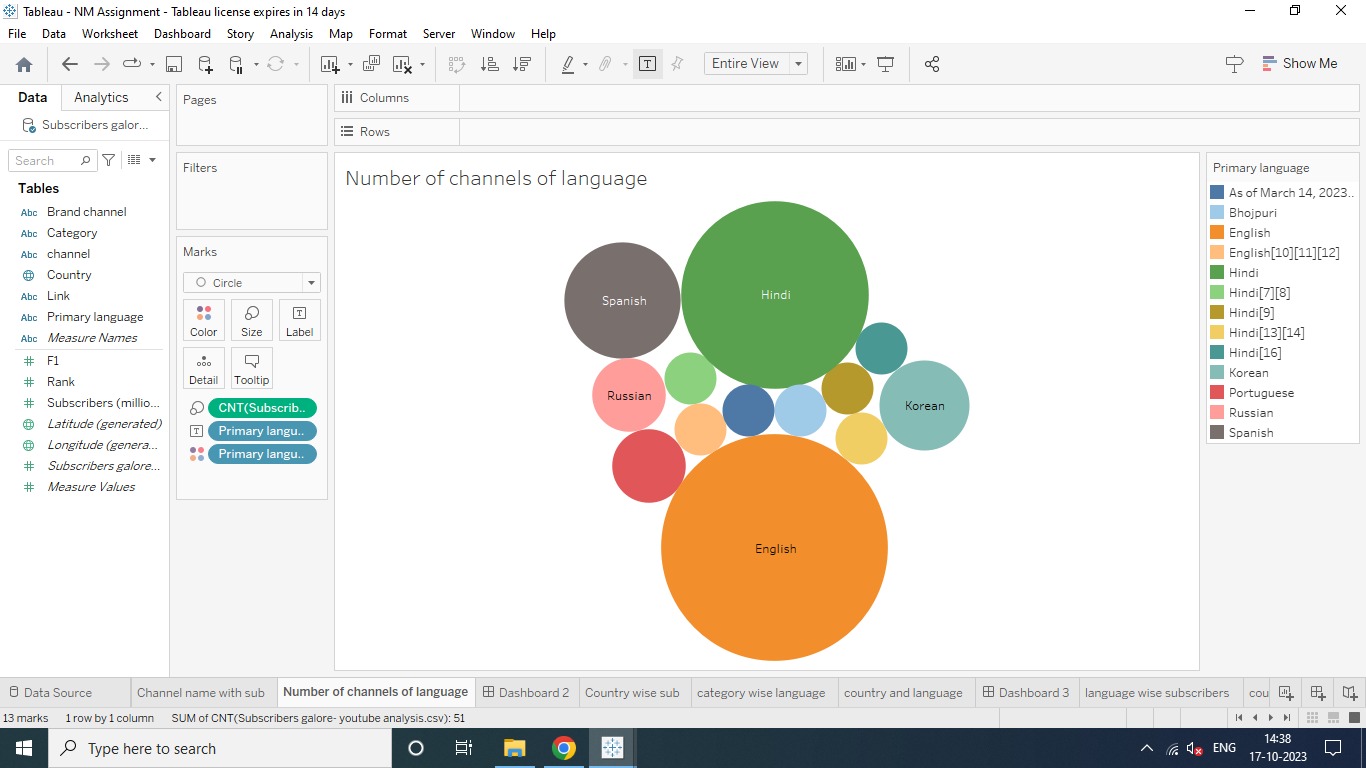 Tableau - NM Assignment - Tableau license expires in 14 days
File Data Worksheet Dashboard Story Analysis Map Format Server Window Help
Entire View
Show Me
Data Analytics
Subscribers galor...
Search
Tables
Abc Brand channel
Abc Category
Abc channel
Country
Abc Link
Abc Primary language
Abc Measure Names
# F1
# Rank
# Subscribers (millio...
Latitude (generated)
Longitude (genera...
# Subscribers galore...
# Measure Values
Pages
Filters
Marks
Circle
Color Size Label
Detail Tooltip
CNT(Subscrib..
Primary langu..
Primary langu..
Columns
Rows
Number of channels of language
Hindi
Spanish
Russian
Korean
English
Primary language
As of March 14, 2023..
Bhojpuri
English
English[10][11][12]
Hindi
Hindi[7][8]
Hindi[9]
Hindi[13][14]
Hindi[16]
Korean
Portuguese
Russian
Spanish
Data Source Channel name with sub Number of channels of language Dashboard 2 Country wise sub category wise language country and language Dashboard 3 language wise subscribers cou
13 marks 1 row by 1 column SUM of CNT(Subscribers galore- youtube analysis.csv): 51
Type here to search
ENG
14:38
17-10-2023